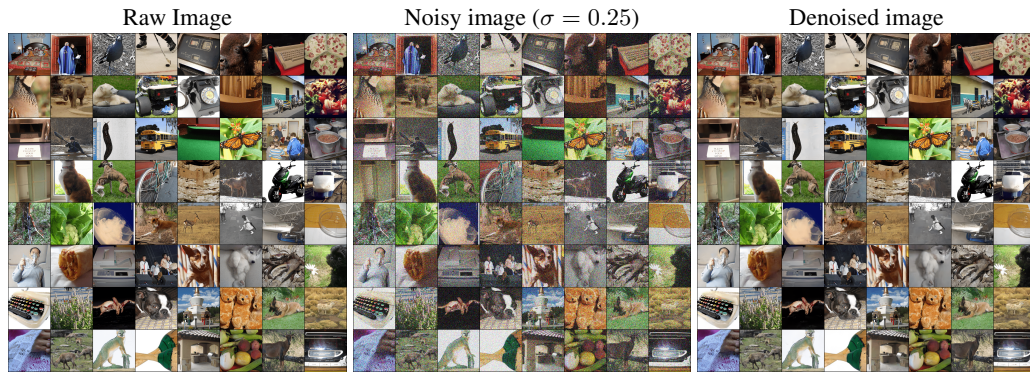 Raw Image
Noisy image (σ = 0.25)
Denoised image